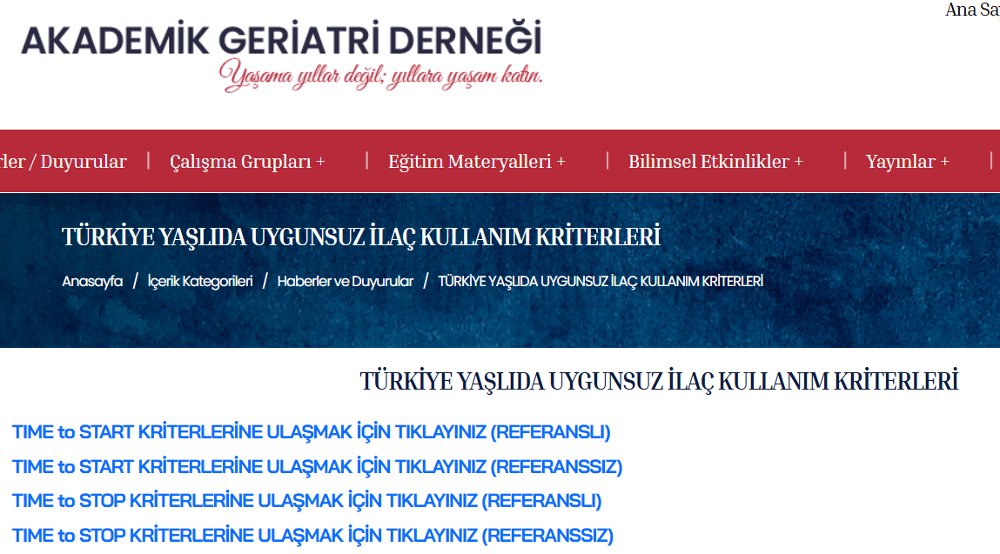 Ana
AKADEMİK GERİATRİ DERNEĞİ
Yaşama yıllar değil; yıllara yaşam katın.
/ Duyurular | Çalışma Grupları + | Eğitim Materyalleri + | Bilimsel Etkinlikler + | Yayınlar + |
TÜRKİYE YAŞLIDA UYGUNSUZ İLAÇ KULLANIM KRİTERLERİ
Anasayfa / İçerik Kategorileri / Haberler ve Duyurular / TÜRKİYE YAŞLIDA UYGUNSUZ İLAÇ KULLANIM KRİTERLERİ
TÜRKİYE YAŞLIDA UYGUNSUZ İLAÇ KULLANIM KRİTERLERİ
TIME to START KRİTERLERİNE ULAŞMAK İÇİN TIKLAYINIZ (REFERANSLI)
TIME to START KRİTERLERİNE ULAŞMAK İÇİN TIKLAYINIZ (REFERANSSIZ)
TIME to STOP KRİTERLERİNE ULAŞMAK İÇİN TIKLAYINIZ (REFERANSLI)
TIME to STOP KRİTERLERİNE ULAŞMAK İÇİN TIKLAYINIZ (REFERANSSIZ)